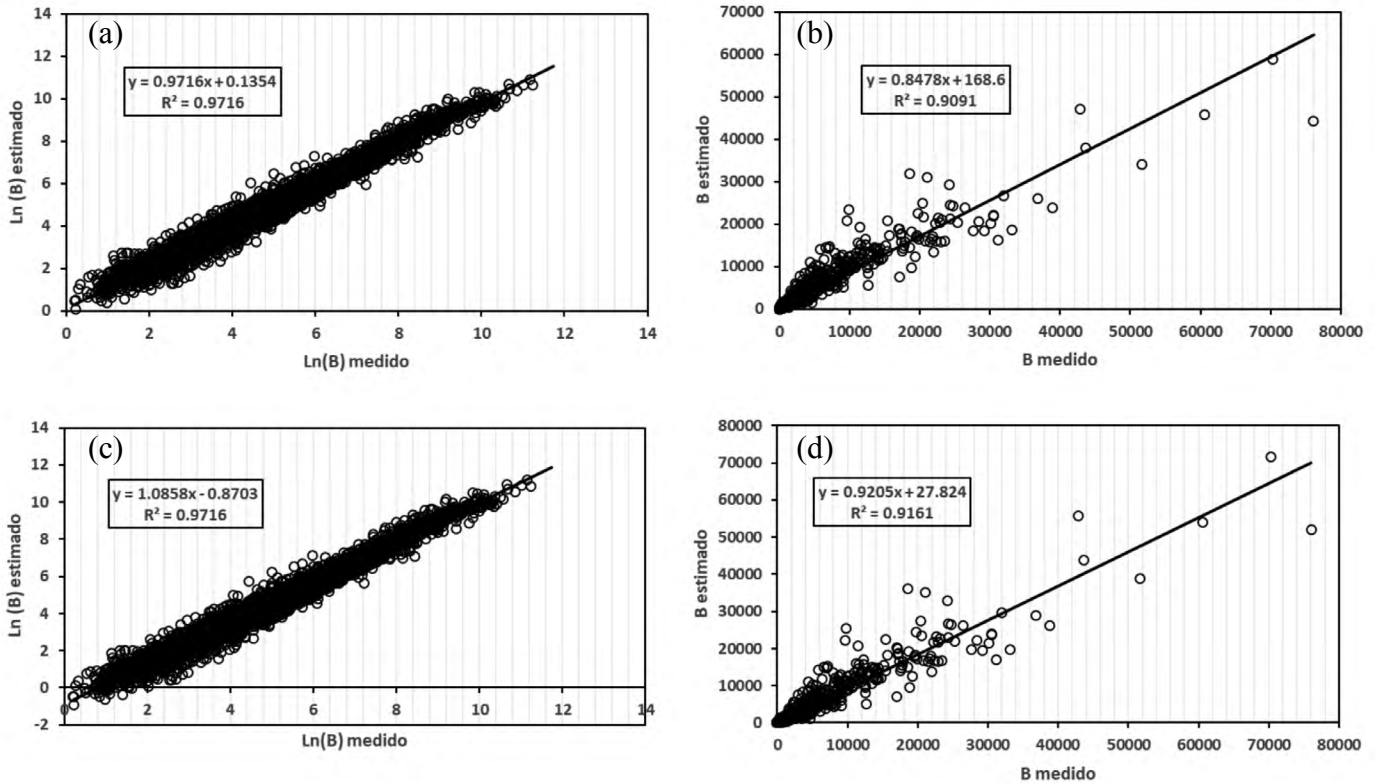 (a)
y = 0.9716x + 0.1354
R² = 0.9716
Ln (B) estimado
14
12
10
8
6
4
2
0
0 2 4 6 8 10 12 14
Ln(B) medido
(b)
y = 0.8478x + 168.6
R² = 0.9091
B estimado
70000
60000
50000
40000
30000
20000
10000
0
0 10000 20000 30000 40000 50000 60000 70000 80000
B medido
(c)
y = 1.0858x - 0.8703
R² = 0.9716
Ln (B) estimado
14
12
10
8
6
4
2
0
-2
0 2 4 6 8 10 12 14
Ln(B) medido
(d)
y = 0.9205x + 27.824
R² = 0.9161
B estimado
80000
70000
60000
50000
40000
30000
20000
10000
0
0 10000 20000 30000 40000 50000 60000 70000 80000
B medido